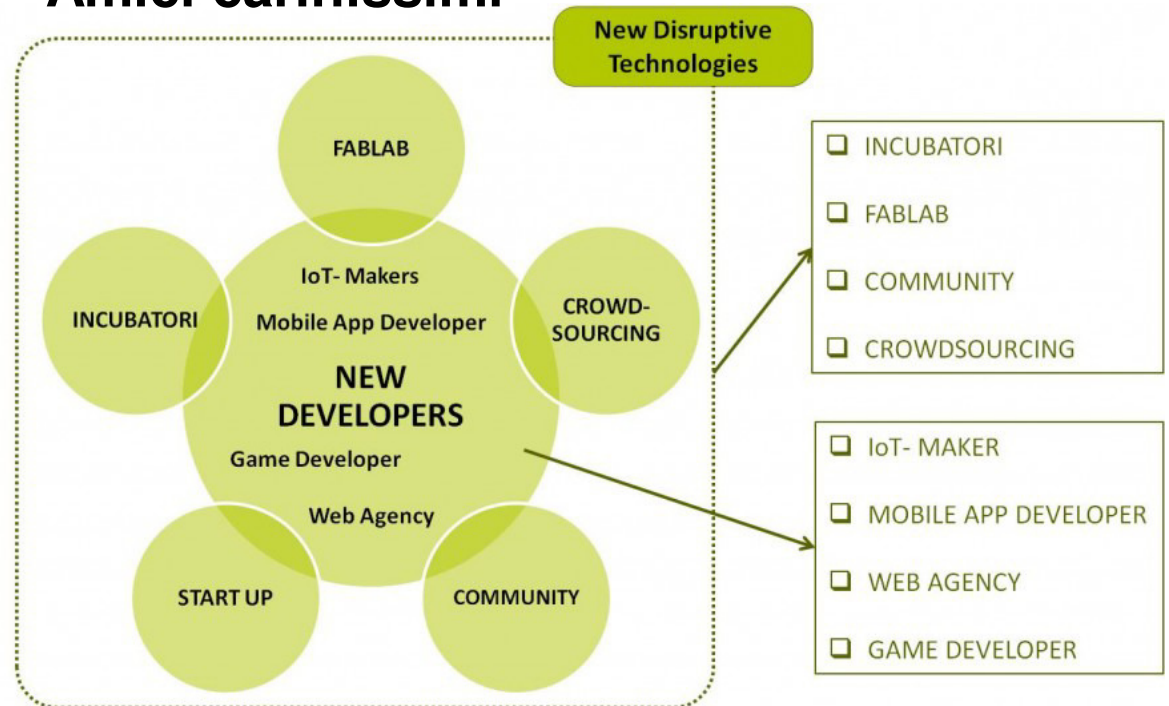 Amici
New Disruptive
Technologies
FABLAB
INCUBATORI
CROWD-
SOURCING
IoT- Makers
Mobile App Developer
NEW
DEVELOPERS
Game Developer
Web Agency
START UP
COMMUNITY
INCUBATORI
FABLAB
COMMUNITY
CROWDSOURCING
IoT- MAKER
MOBILE APP DEVELOPER
WEB AGENCY
GAME DEVELOPER